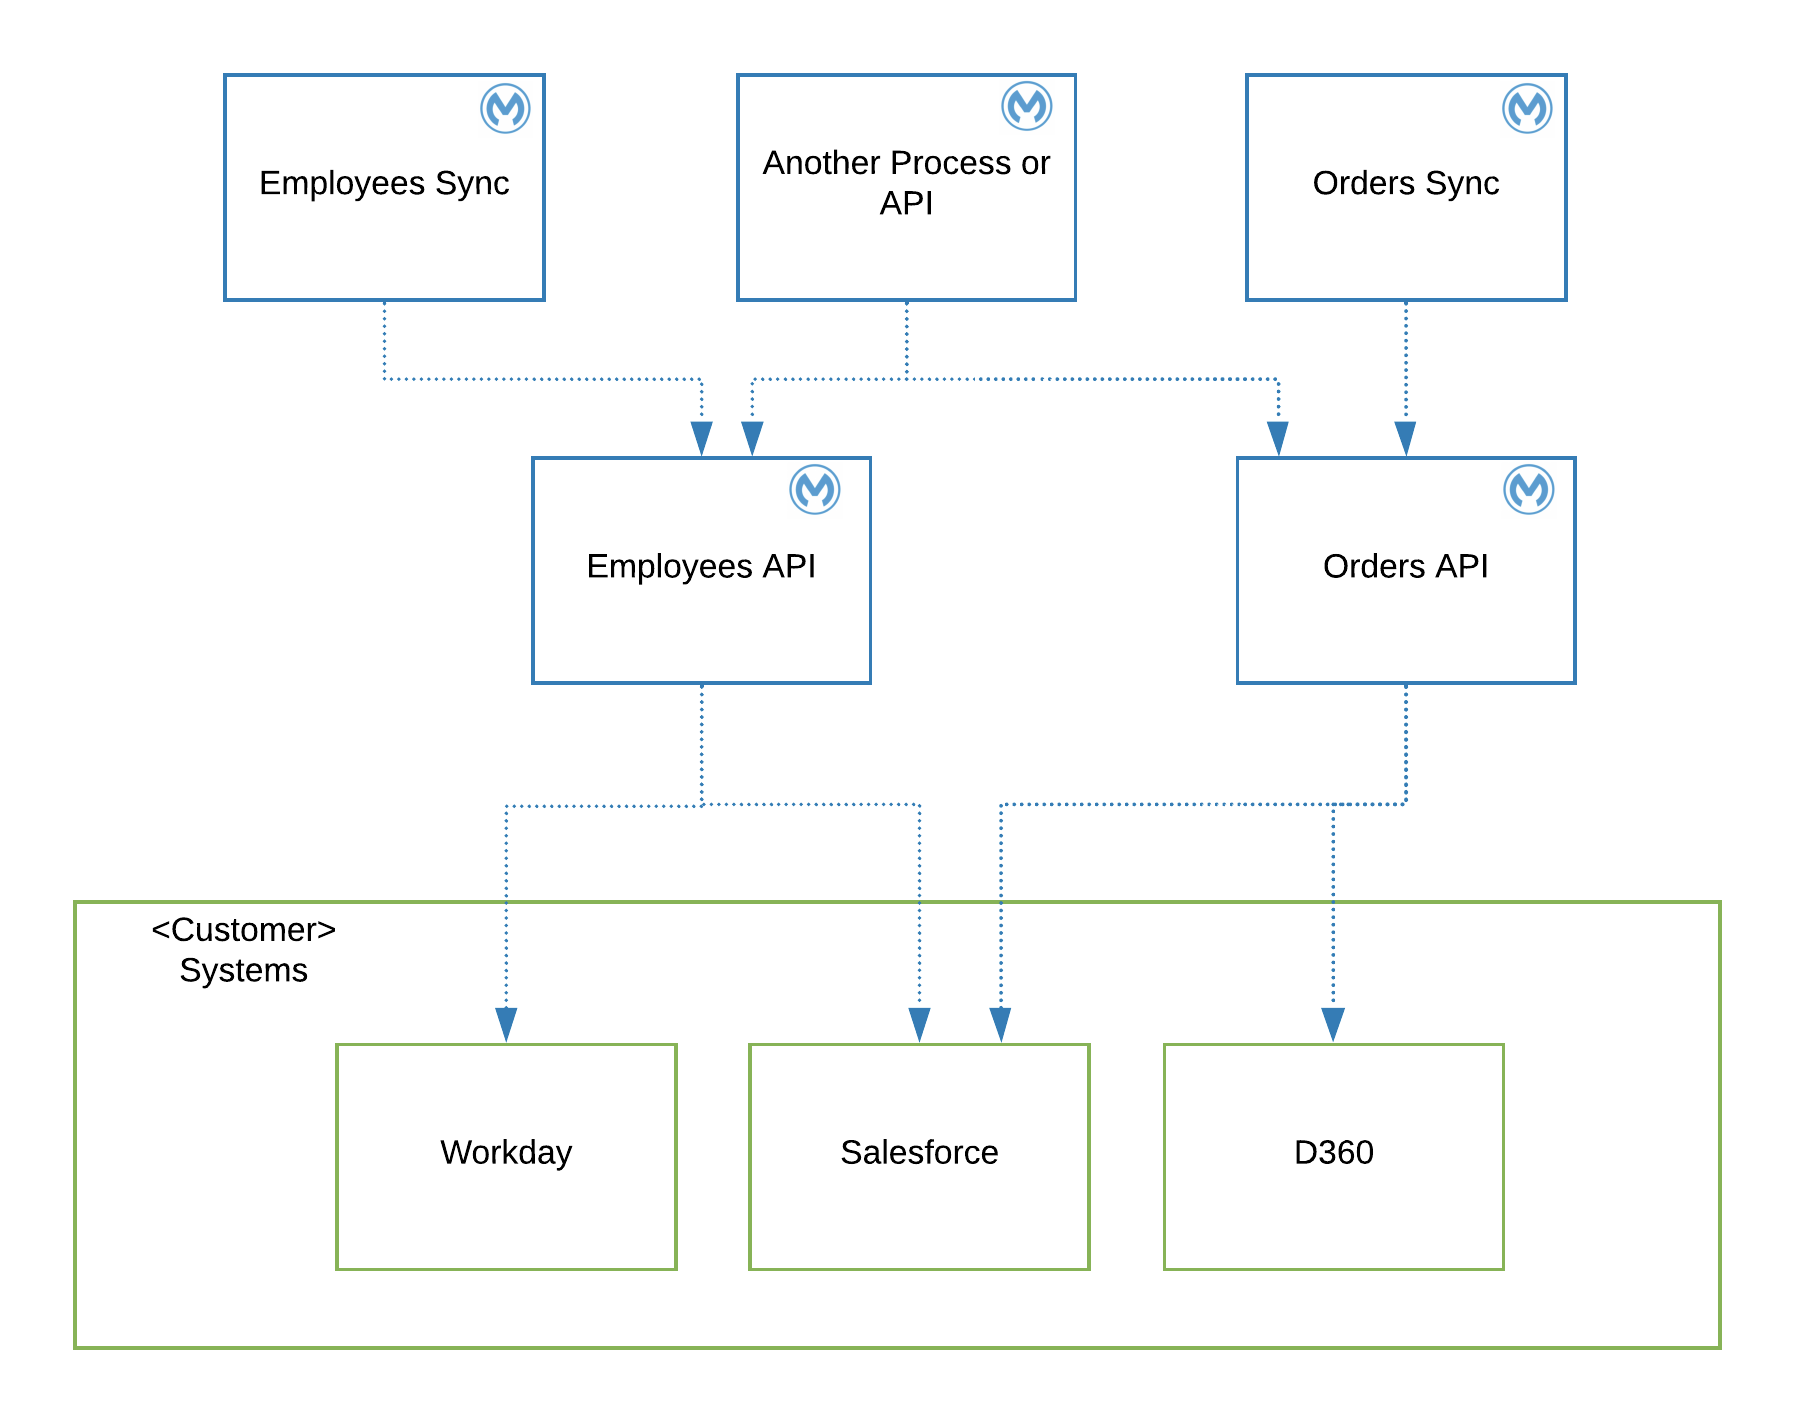 Employees Sync
Another Process or
API
Orders Sync
Employees API
Orders API
<Customer>
Systems
Workday
Salesforce
D360